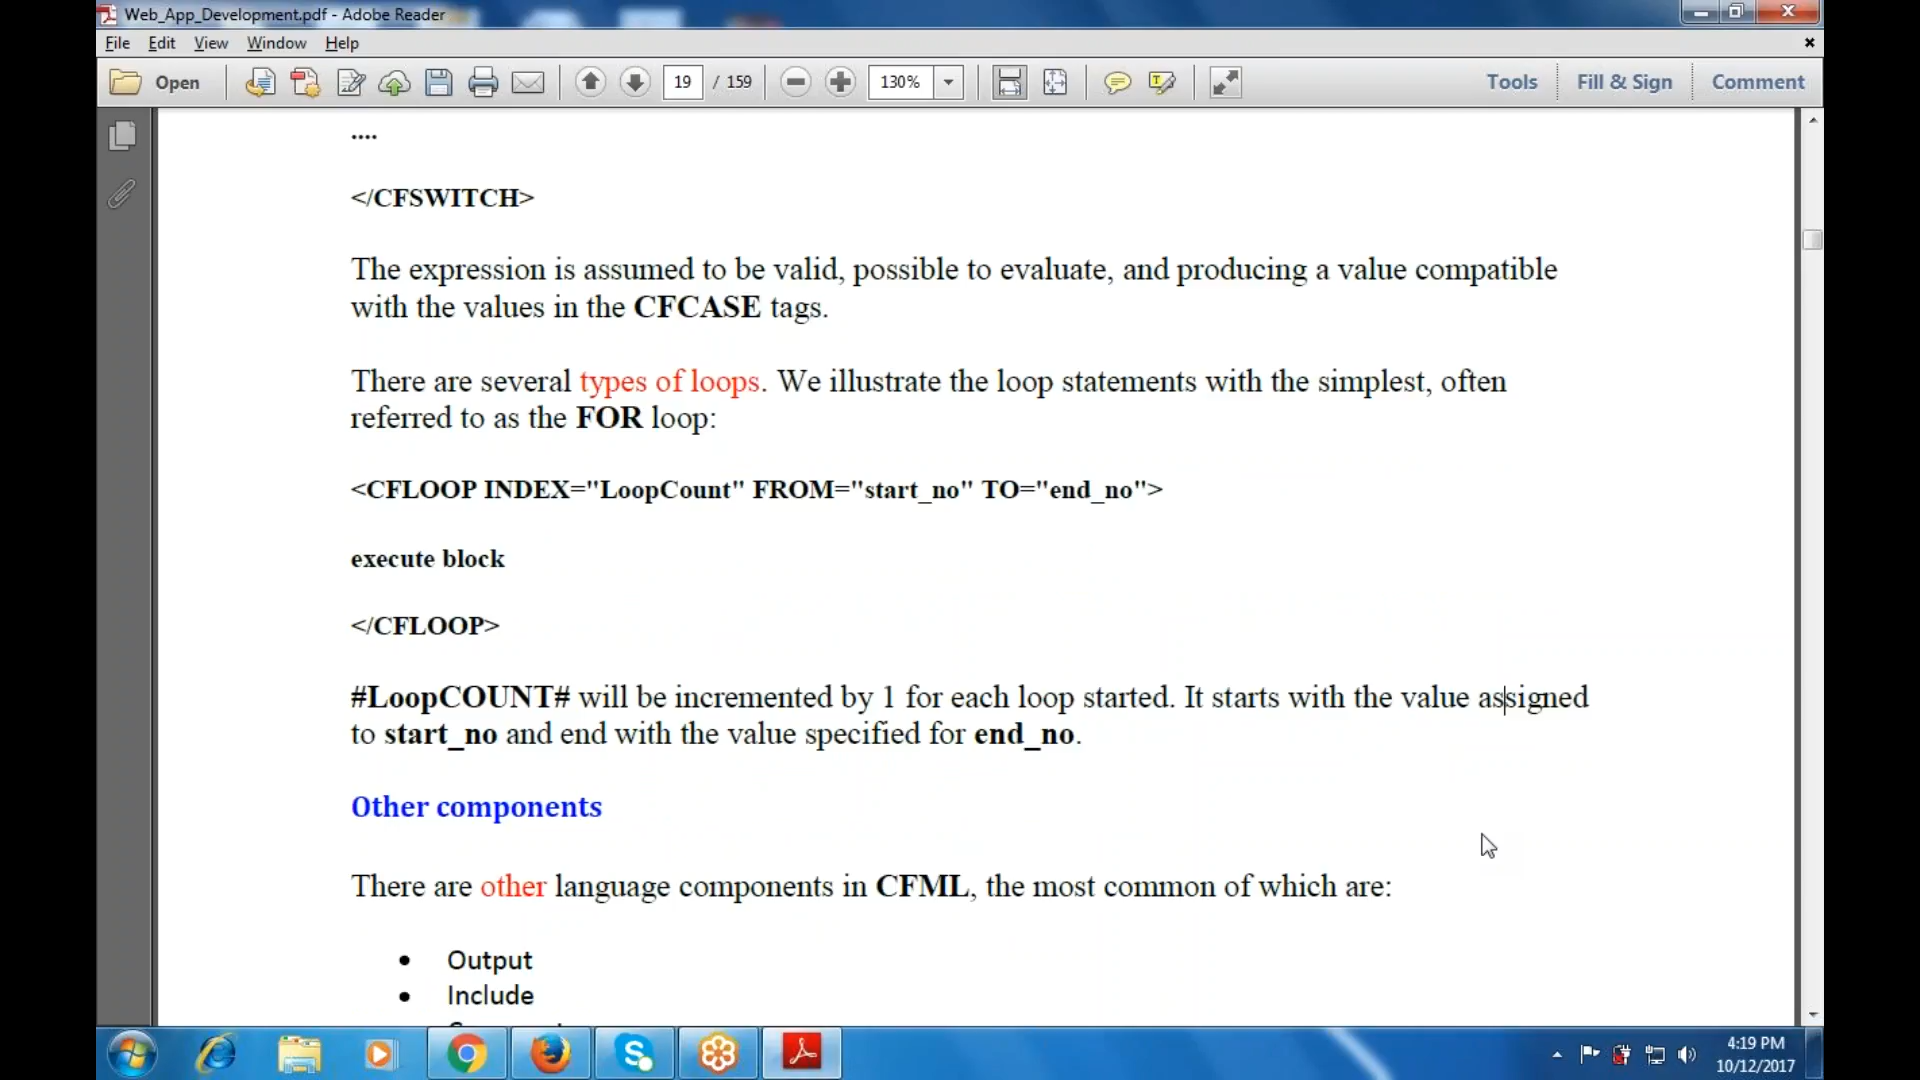 Web_App_Development.pdf - Adobe Reader
File Edit View Window Help
Open 19 / 159 130% Tools Fill & Sign Comment
....
</CFSWITCH>
The expression is assumed to be valid, possible to evaluate, and producing a value compatible
with the values in the CFCASE tags.
There are several types of loops. We illustrate the loop statements with the simplest, often
referred to as the FOR loop:
<CFLOOP INDEX="LoopCount" FROM="start_no" TO="end_no">
execute block
</CFLOOP>
#LoopCOUNT# will be incremented by 1 for each loop started. It starts with the value assigned
to start_no and end with the value specified for end_no.
Other components
There are other language components in CFML, the most common of which are:
• Output
• Include
4:19 PM
10/12/2017